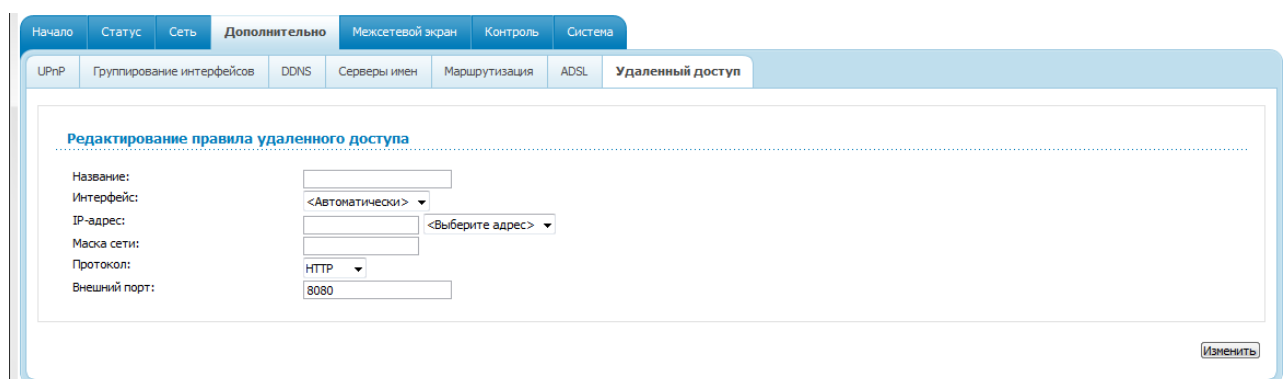 Начало Статус Сеть Дополнительно Межсетевой экран Контроль Система
UPnP Группирование интерфейсов DDNS Серверы имен Маршрутизация ADSL Удаленный доступ
Редактирование правила удаленного доступа
Название:
Интерфейс: <Автоматически>
IP-адрес: <Выберите адрес>
Маска сети:
Протокол: HTTP
Внешний порт: 8080
Изменить